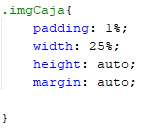 .imgCaja{
padding: 1%;
width: 25%;
height: auto;
margin: auto;
}